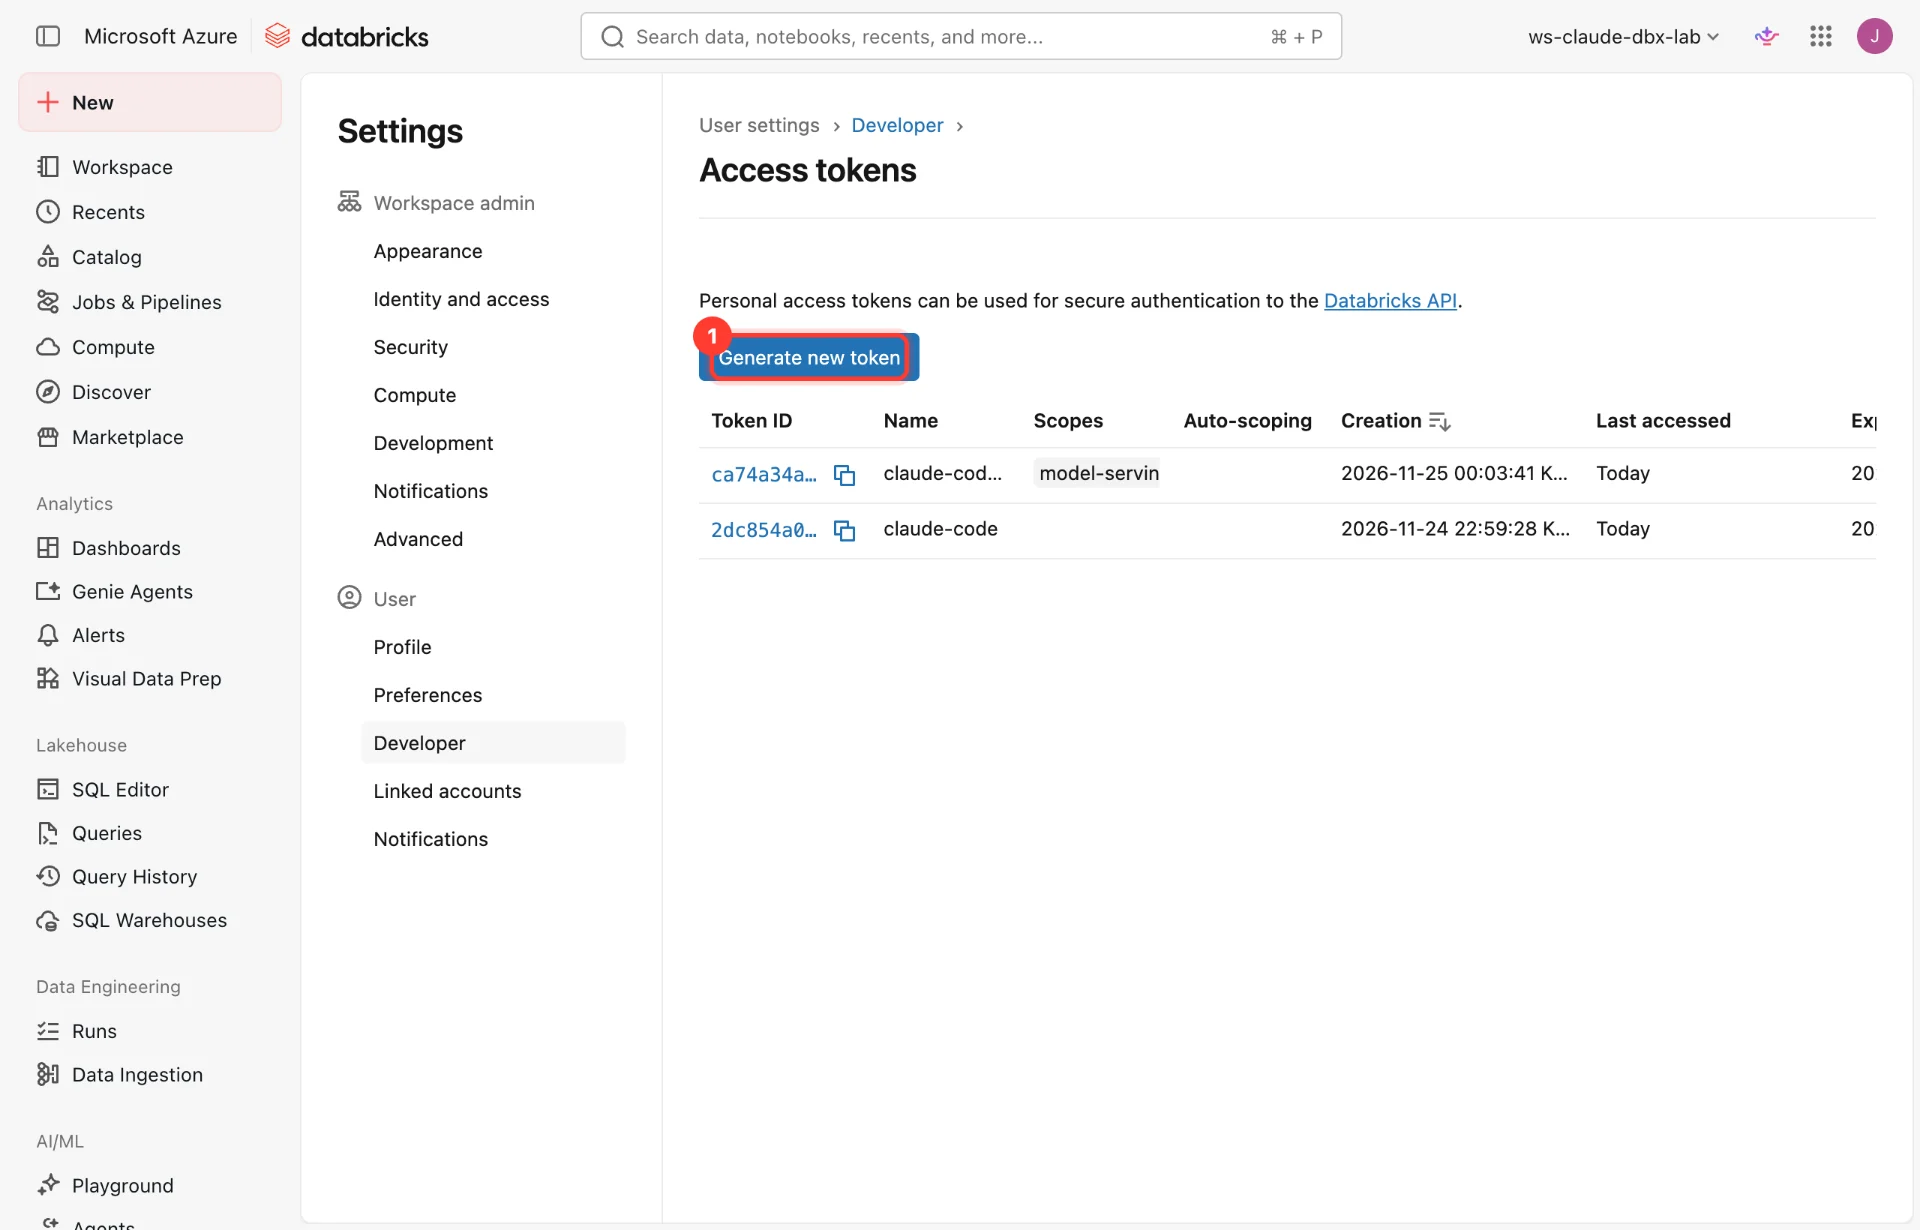 Microsoft Azure
databricks
Search data, notebooks, recents, and more...
⌘ + P
ws-claude-dbx-lab
J
New
Workspace
Recents
Catalog
Jobs & Pipelines
Compute
Discover
Marketplace
Analytics
Dashboards
Genie Agents
Alerts
Visual Data Prep
Lakehouse
SQL Editor
Queries
Query History
SQL Warehouses
Data Engineering
Runs
Data Ingestion
AI/ML
Playground
Agents
Settings
Workspace admin
Appearance
Identity and access
Security
Compute
Development
Notifications
Advanced
User
Profile
Preferences
Developer
Linked accounts
Notifications
User settings › Developer ›
Access tokens
Personal access tokens can be used for secure authentication to the Databricks API.
1
Generate new token
Token ID Name Scopes Auto-scoping Creation Last accessed Exp
ca74a34a… claude-cod... model-servin 2026-11-25 00:03:41 K... Today 20
2dc854a0… claude-code 2026-11-24 22:59:28 K... Today 20